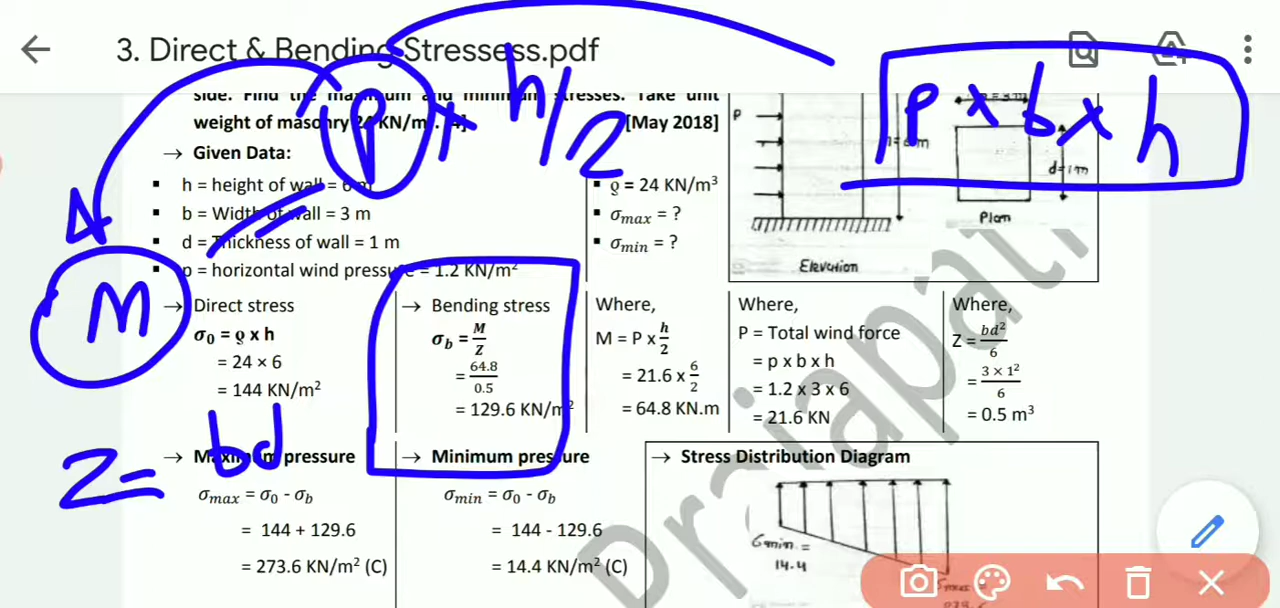 3. Direct & Bending Stressess.pdf
side. Find the maximum and minimum stresses. Take unit
weight of masonry 24 KN/m³. [4] [May 2018]
→ Given Data:
▪ h = height of wall = 6 m
▪ b = Width of wall = 3 m
▪ d = Thickness of wall = 1 m
▪ p = horizontal wind pressure = 1.2 KN/m²
▪ ϱ = 24 KN/m³
▪ σmax = ?
▪ σmin = ?
P
d=1m
Plan
Elevation
P × h/2
P × b × h
M
Z = bd
→ Direct stress
σ₀ = ϱ x h
= 24 × 6
= 144 KN/m²
→ Bending stress
σb = M/Z
= 64.8/0.5
= 129.6 KN/m²
Where,
M = P x h/2
= 21.6 x 6/2
= 64.8 KN.m
Where,
P = Total wind force
= p x b x h
= 1.2 x 3 x 6
= 21.6 KN
Where,
Z = bd²/6
= 3 × 1²/6
= 0.5 m³
→ Maximum pressure
σmax = σ₀ - σb
= 144 + 129.6
= 273.6 KN/m² (C)
→ Minimum pressure
σmin = σ₀ - σb
= 144 - 129.6
= 14.4 KN/m² (C)
→ Stress Distribution Diagram
σmin =
14.4
Prajapati